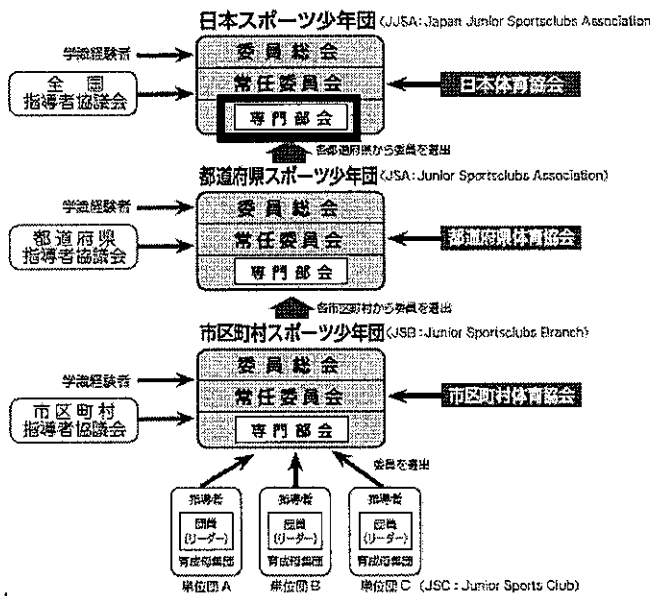 日本スポーツ少年団 (JJSA: Japan Junior Sportsclubs Association
学識経験者
委員総会
全国
指導者協議会
常任委員会
日本体育協会
専門部会
各都道府県から委員を選出
都道府県スポーツ少年団 (JSA: Junior Sportsclubs Association)
学識経験者
委員総会
都道府県
指導者協議会
常任委員会
都道府県体育協会
専門部会
各市区町村から委員を選出
市区町村スポーツ少年団 (JSB: Junior Sportsclubs Branch)
学識経験者
委員総会
常任委員会
市区町村体育協会
市区町村
指導者協議会
専門部会
委員を選出
指導者
団員
(リーダー)
育成母集団
単位団A
指導者
団員
(リーダー)
育成母集団
単位団B
指導者
団員
(リーダー)
育成母集団
単位団C (JSC: Junior Sports Club)